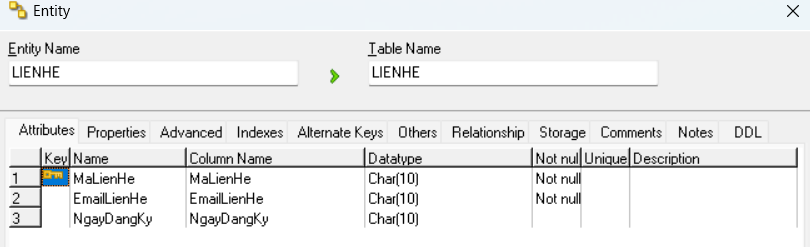 Entity
Entity Name Table Name
LIENHE LIENHE
Attributes Properties Advanced Indexes Alternate Keys Others Relationship Storage Comments Notes DDL
Key Name Column Name Datatype Not nul Unique Description
1 MaLienHe MaLienHe Char(10) Not null
2 EmailLienHe EmailLienHe Char(10) Not null
3 NgayDangKy NgayDangKy Char(10)